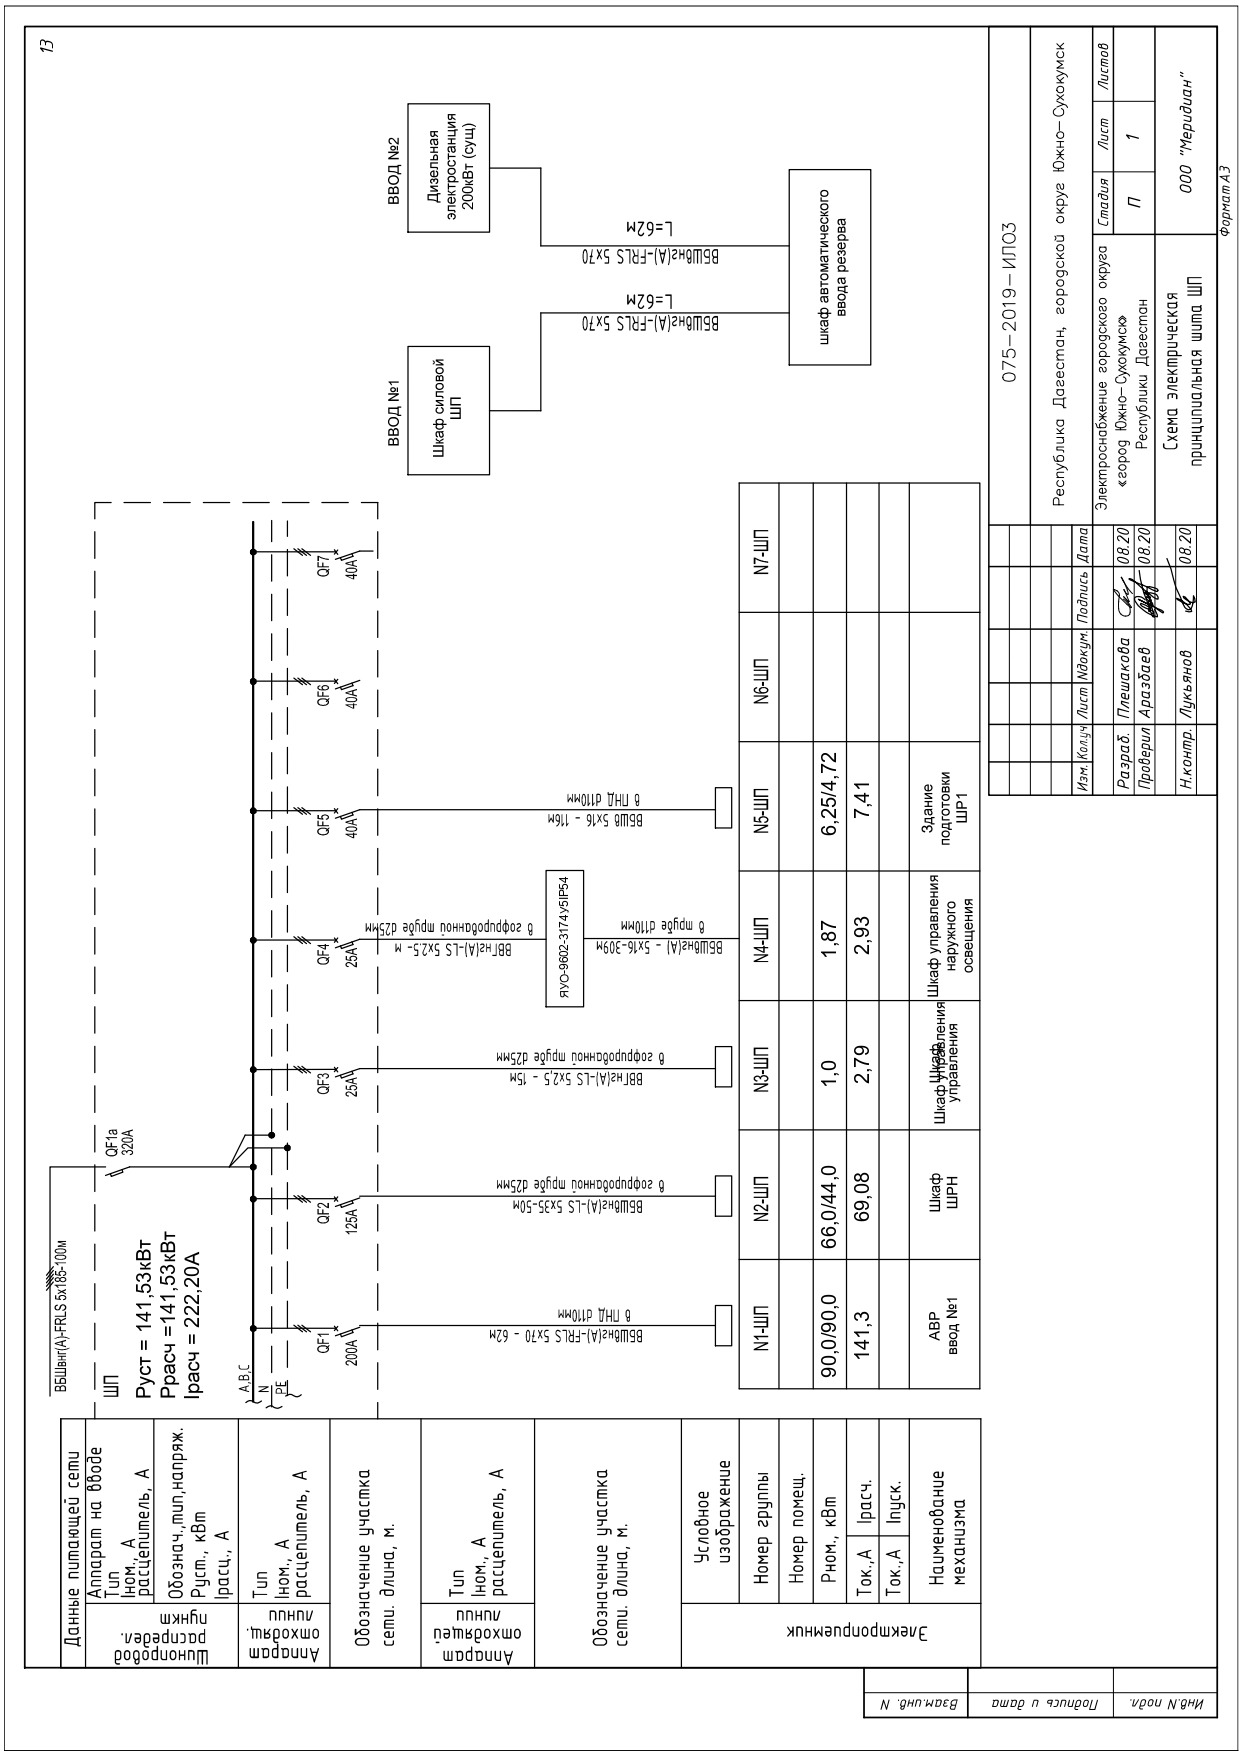 13
Данные питающей сети
ВБШвнг(А)-FRLS 5х185-100м
Шинопровод
распредел.
пункт
Аппарат на вводе
Тип
Iном., А
расцепитель, А
Обознач.,тип,напряж.
Руст., кВт
Iрасч., А
ШП
Руст = 141,53кВт
Ррасч =141,53кВт
Iрасч = 222,20А
QF1а
320А
Аппарат
отходящ.
линии
Тип
Iном., А
расцепитель, А
A,B,C
N
PE
QF1
200А
QF2
125А
QF3
25А
QF4
25А
QF5
40А
QF6
40А
QF7
40А
Обозначение участка
сети. длина, м.
Аппарат
отходящей
линии
Тип
Iном., А
расцепитель, А
Обозначение участка
сети. длина, м.
ВБШвнг(А)-FRLS 5х70 - 62м
в ПНД d110мм
ВБШвнг(А)-LS 5х35-50м
в гофрированной трубе d25мм
ВВГнг(А)-LS 5х2,5 - 15м
в гофрированной трубе d25мм
ВВГнг(А)-LS 5х2.5- м
в гофрированной трубе d25мм
ЯУО-9602-3174У5IP54
ВБШвнг(А) - 5х16-309м
в трубе d110мм
ВБШв 5х16 - 116м
в ПНД d110мм
Электроприемник
Условное
изображение
Номер группы
N1-ШП
N2-ШП
N3-ШП
N4-ШП
N5-ШП
N6-ШП
N7-ШП
Номер помещ.
Рном., кВт
90,0/90,0
66,0/44,0
1,0
1,87
6,25/4,72
Ток.,А
Iрасч.
141,3
69,08
2,79
2,93
7,41
Ток.,А
Iпуск.
Наименование
механизма
АВР
ввод №1
Шкаф
ШРН
Шкаф
Шкаф управления
управления
Шкаф управления
наружного
освещения
Здание
подготовки
ШР1
ВВОД №1
Шкаф силовой
ШП
ВВОД №2
Дизельная
электростанция
200кВт (сущ)
ВБШвнг(А)-FRLS 5х70
L=62м
ВБШвнг(А)-FRLS 5х70
L=62м
шкаф автоматического
ввода резерва
075-2019-ИЛО3
Республика Дагестан, городской округ Южно-Сухокумск
Изм. Кол.уч Лист Nдокум. Подпись Дата
Разраб. Плешакова 08.20
Проверил Аразбаев 08.20
Н.контр. Лукьянов 08.20
Электроснабжение городского округа
«город Южно-Сухокумск»
Республики Дагестан
Стадия Лист Листов
П 1
Схема электрическая
принципиальная шита ШП
ООО "Меридиан"
Формат А3
Взам.инв. N
Подпись и дата
Инв.N подл.